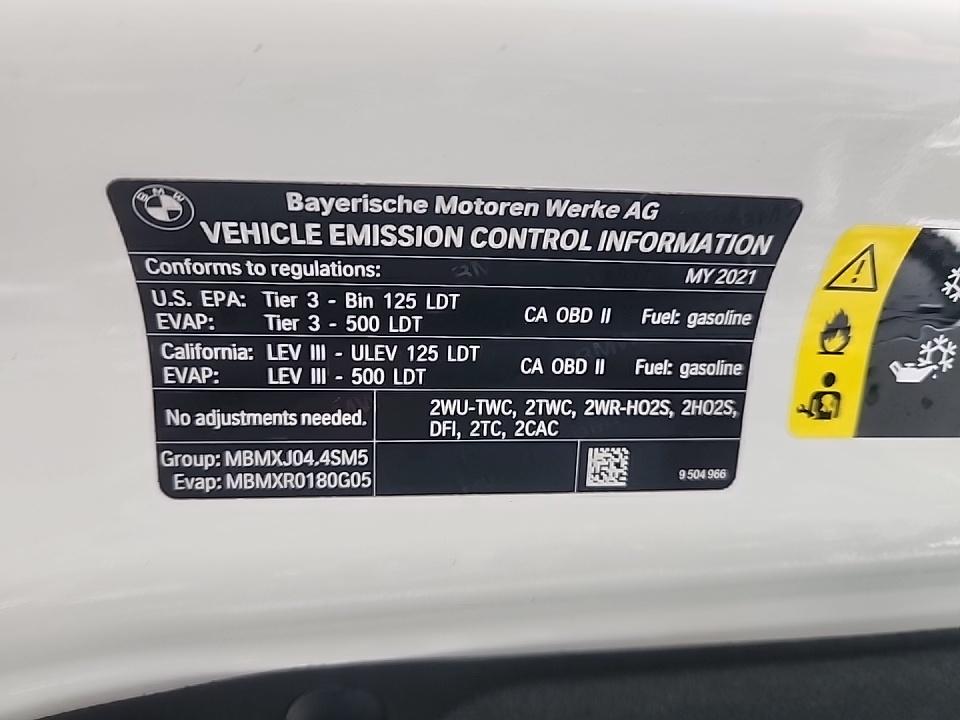 BMW
Bayerische Motoren Werke AG
VEHICLE EMISSION CONTROL INFORMATION
Conforms to regulations: MY 2021
U.S. EPA: Tier 3 - Bin 125 LDT
EVAP: Tier 3 - 500 LDT
CA OBD II Fuel: gasoline
California: LEV III - ULEV 125 LDT
EVAP: LEV III - 500 LDT
CA OBD II Fuel: gasoline
No adjustments needed.
2WU-TWC, 2TWC, 2WR-HO2S, 2HO2S,
DFI, 2TC, 2CAC
Group: MBMXJ04.4SM5
Evap: MBMXR0180G05
9 504 966